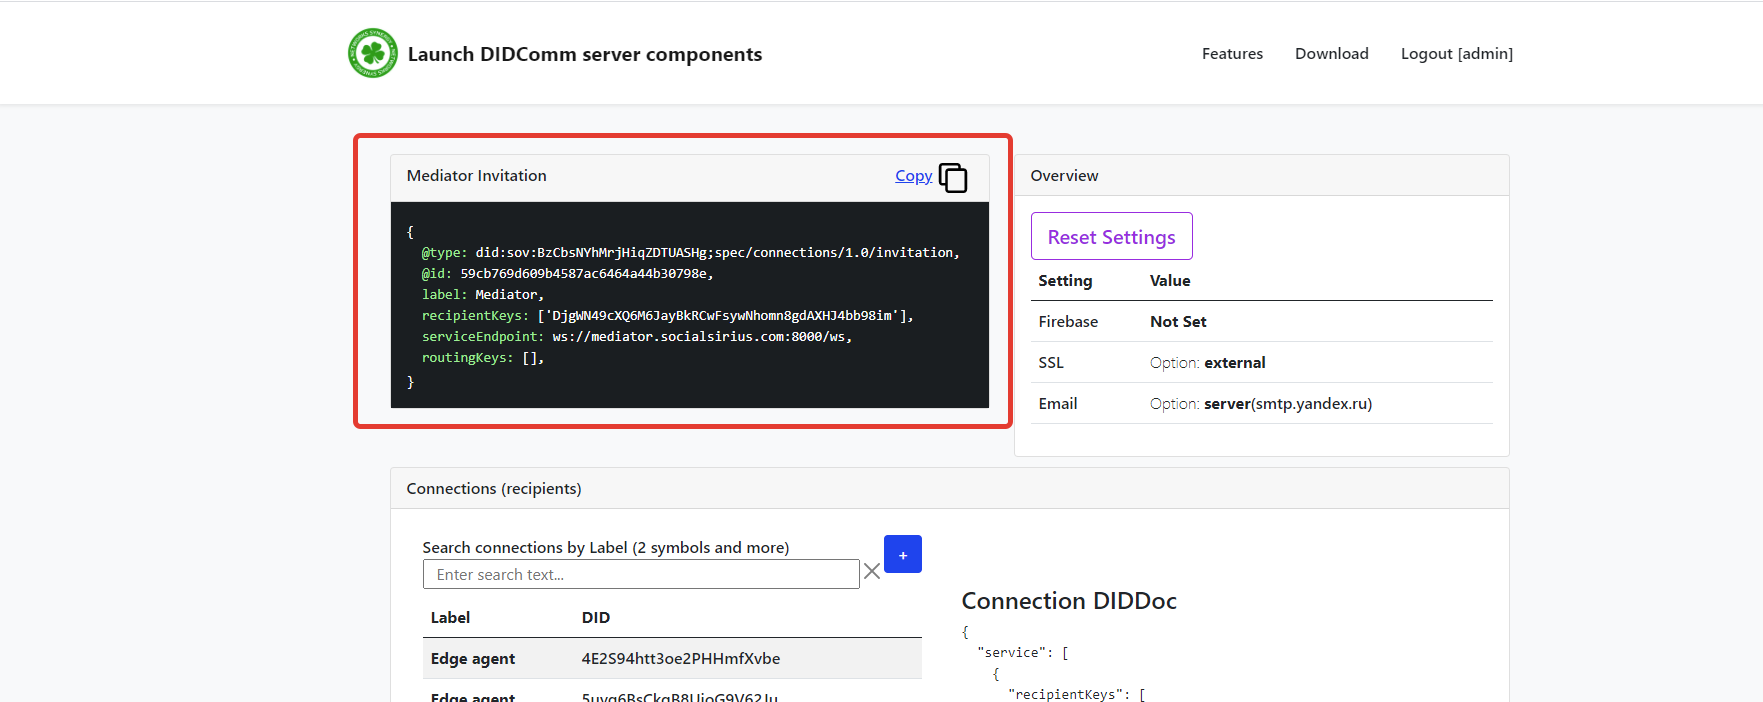 Launch DIDComm server components
Features
Download
Logout [admin]
Mediator Invitation
Copy
{
@type: did:sov:BzCbsNYhMrjHiqZDTUASHg;spec/connections/1.0/invitation,
@id: 59cb769d609b4587ac6464a44b30798e,
label: Mediator,
recipientKeys: ['DjgWN49cXQ6M6JayBkRCwFsywNhomn8gdAXHJ4bb98im'],
serviceEndpoint: ws://mediator.socialsirius.com:8000/ws,
routingKeys: [],
}
Overview
Reset Settings
Setting Value
Firebase Not Set
SSL Option: external
Email Option: server(smtp.yandex.ru)
Connections (recipients)
Search connections by Label (2 symbols and more)
+
Enter search text...
Label DID
Edge agent 4E2S94htt3oe2PHHmfXvbe
Edge agent
Connection DIDDoc
{
"service": [
{
"recipientKeys": [